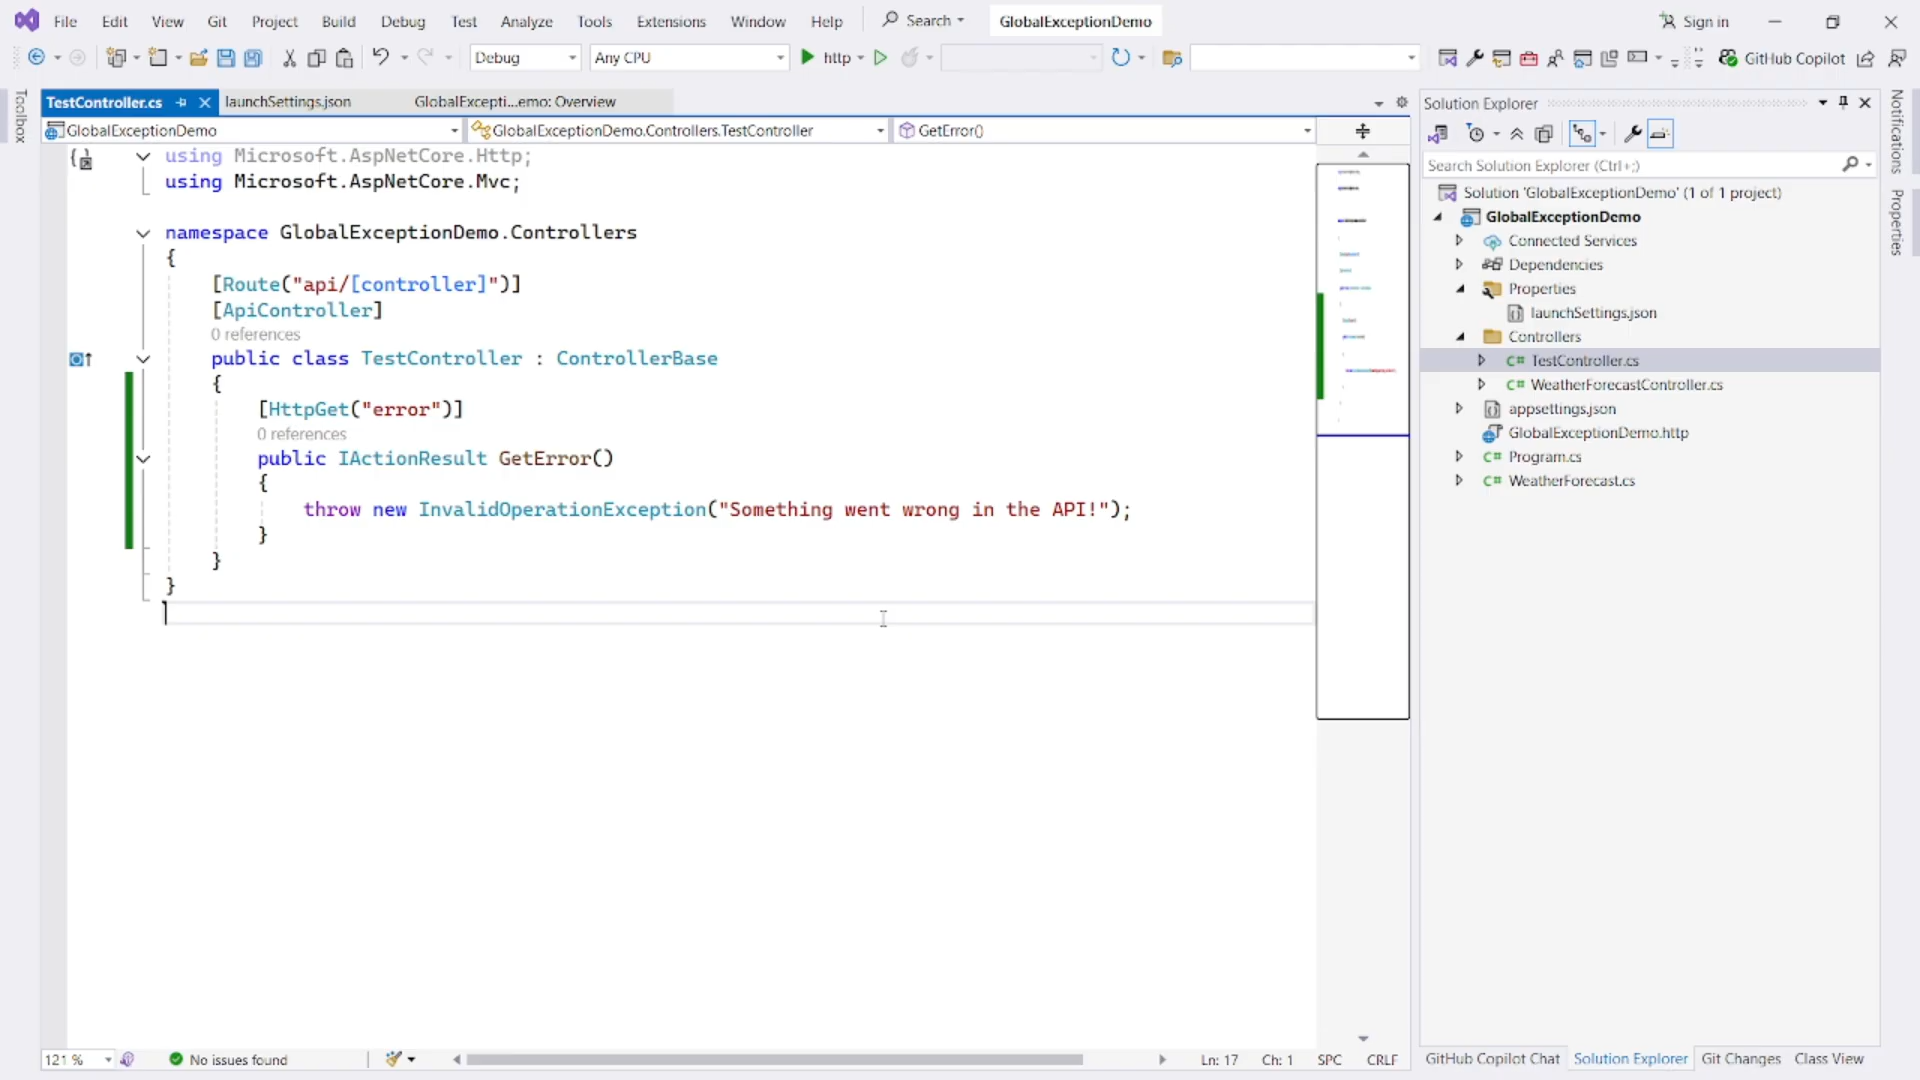 File Edit View Git Project Build Debug Test Analyze Tools Extensions Window Help Search GlobalExceptionDemo Sign in
Debug Any CPU http GitHub Copilot
Toolbox
TestController.cs launchSettings.json GlobalExcepti...emo: Overview
GlobalExceptionDemo GlobalExceptionDemo.Controllers.TestController GetError()
using Microsoft.AspNetCore.Http;
using Microsoft.AspNetCore.Mvc;
namespace GlobalExceptionDemo.Controllers
{
[Route("api/[controller]")]
[ApiController]
0 references
public class TestController : ControllerBase
{
[HttpGet("error")]
0 references
public IActionResult GetError()
{
throw new InvalidOperationException("Something went wrong in the API!");
}
}
}
121 % No issues found Ln: 17 Ch: 1 SPC CRLF
Solution Explorer
Search Solution Explorer (Ctrl+;)
Solution 'GlobalExceptionDemo' (1 of 1 project)
GlobalExceptionDemo
Connected Services
Dependencies
Properties
launchSettings.json
Controllers
C# TestController.cs
C# WeatherForecastController.cs
appsettings.json
GlobalExceptionDemo.http
C# Program.cs
C# WeatherForecast.cs
GitHub Copilot Chat Solution Explorer Git Changes Class View
Notifications
Properties